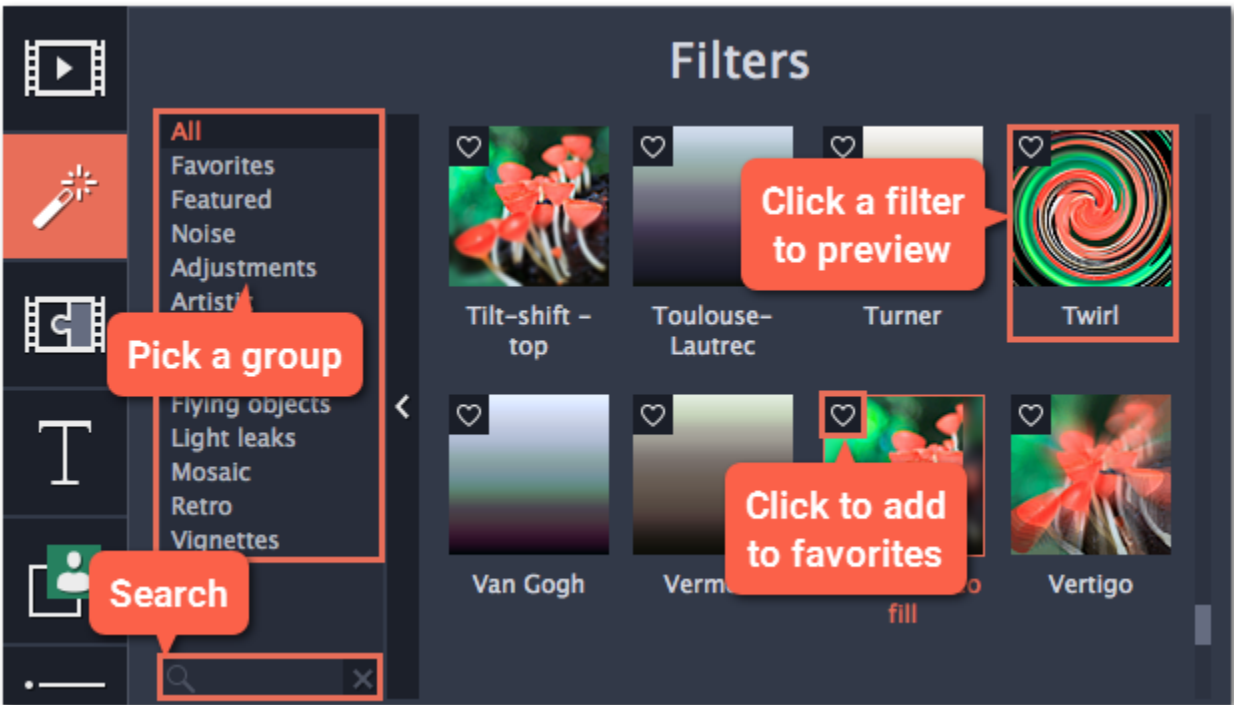 Filters
All
Favorites
Featured
Noise
Adjustments
Artistic
Pick a group
Flying objects
Light leaks
Mosaic
Retro
Vignettes
Search
Click a filter
to preview
Tilt-shift –
top
Toulouse-
Lautrec
Turner
Twirl
Click to add
to favorites
Van Gogh
fill
Vertigo
T